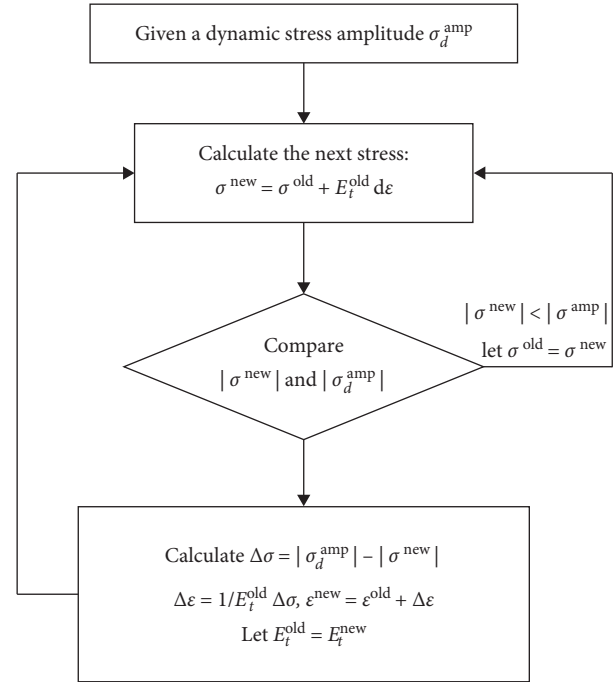 Given a dynamic stress amplitude σ_d^amp
Calculate the next stress:
σ^new = σ^old + E_t^old dε
Compare
| σ^new | and | σ_d^amp |
| σ^new | < | σ^amp |
let σ^old = σ^new
Calculate Δσ = | σ_d^amp | – | σ^new |
Δε = 1/E_t^old Δσ, ε^new = ε^old + Δε
Let E_t^old = E_t^new